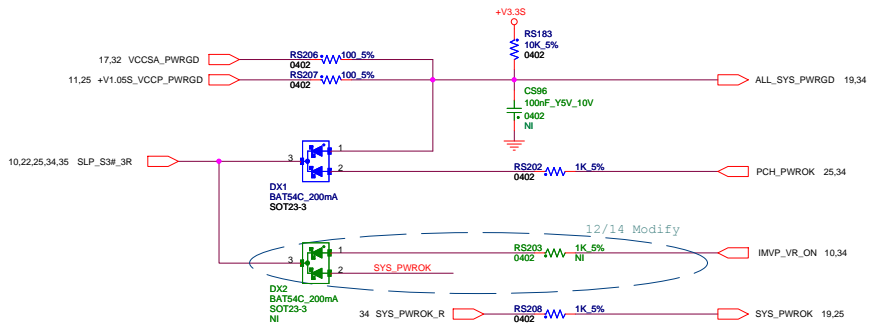 +V3.3S
RS183
10K_5%
0402
17,32 VCCSA_PWRGD
RS206 100_5%
0402
11,25 +V1.05S_VCCP_PWRGD
RS207 100_5%
0402
ALL_SYS_PWRGD 19,34
CS96
100nF_Y5V_10V
0402
NI
10,22,25,34,35 SLP_S3#_3R
3
1
2
DX1
BAT54C_200mA
SOT23-3
RS202 1K_5%
0402
PCH_PWROK 25,34
12/14 Modify
3
1
2
SYS_PWROK
RS203 1K_5%
0402 NI
IMVP_VR_ON 10,34
DX2
BAT54C_200mA
SOT23-3
NI
34 SYS_PWROK_R
RS208 1K_5%
0402
SYS_PWROK 19,25